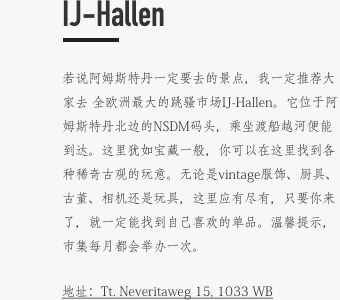 IJ-Hallen
若说阿姆斯特丹一定要去的景点，我一定推荐大
家去 全欧洲最大的跳骚市场IJ-Hallen。它位于阿
姆斯特丹北边的NSDM码头，乘坐渡船越河便能
到达。这里犹如宝藏一般，你可以在这里找到各
种稀奇古观的玩意。无论是vintage服饰、厨具、
古董、相机还是玩具，这里应有尽有，只要你来
了，就一定能找到自己喜欢的单品。温馨提示，
市集每月都会举办一次。
地址：Tt. Neveritaweg 15, 1033 WB